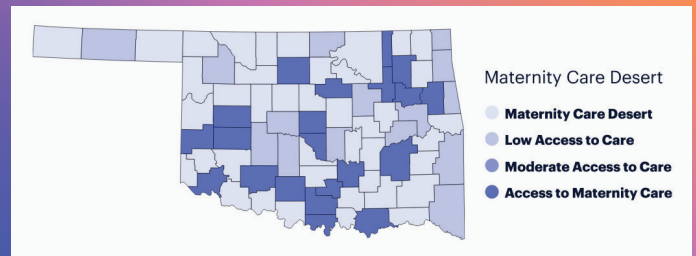 Maternity Care Desert
Maternity Care Desert
Low Access to Care
Moderate Access to Care
Access to Maternity Care